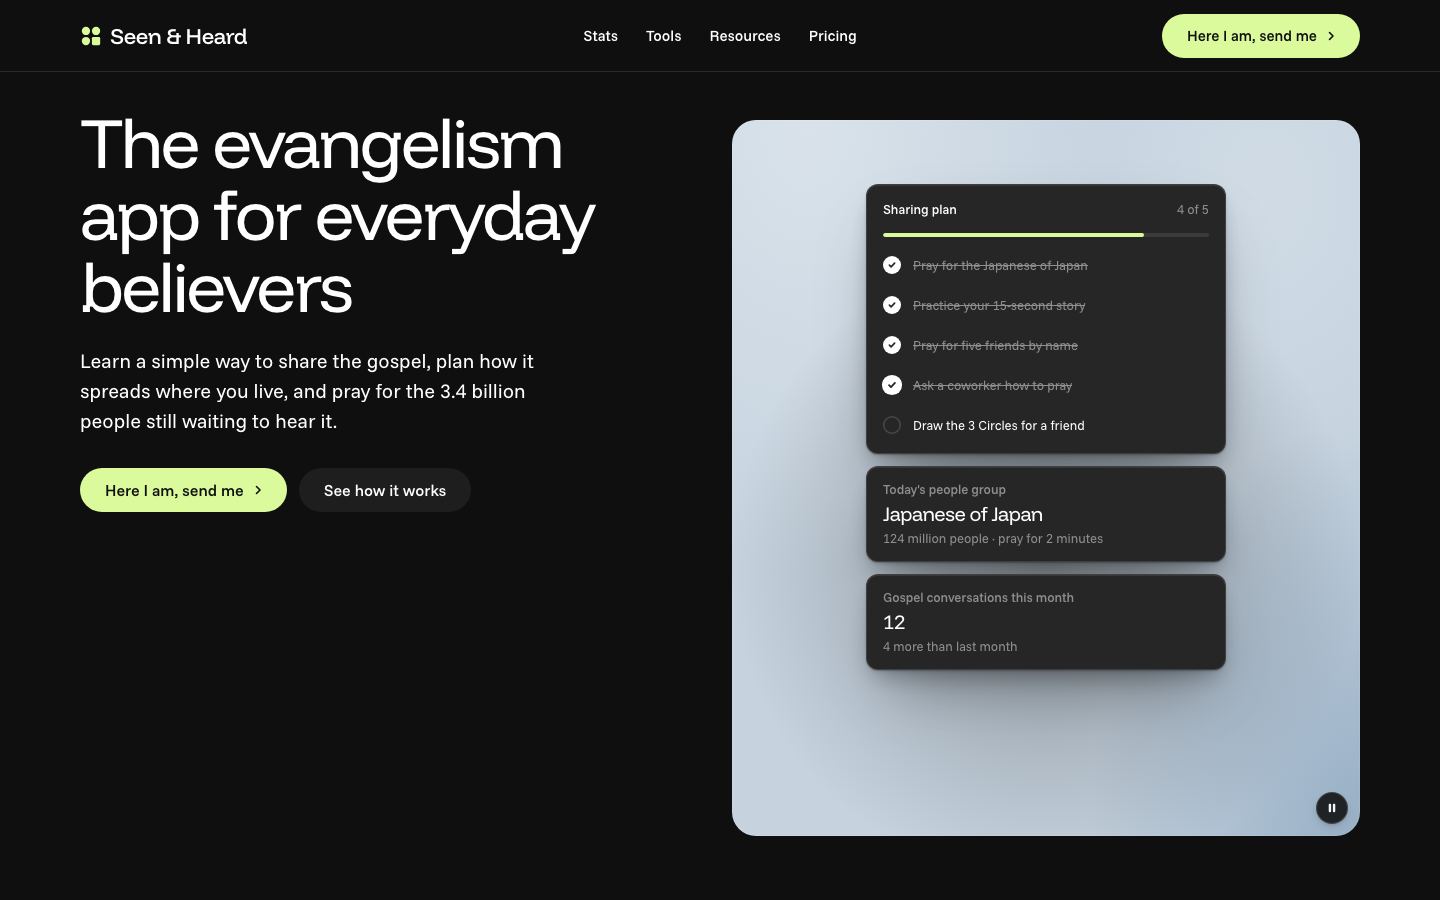 Seen & Heard
Stats
Tools
Resources
Pricing
Here I am, send me
The evangelism
app for everyday
believers
Learn a simple way to share the gospel, plan how it
spreads where you live, and pray for the 3.4 billion
people still waiting to hear it.
Here I am, send me
See how it works
Sharing plan
4 of 5
Pray for the Japanese of Japan
Practice your 15-second story
Pray for five friends by name
Ask a coworker how to pray
Draw the 3 Circles for a friend
Today's people group
Japanese of Japan
124 million people · pray for 2 minutes
Gospel conversations this month
12
4 more than last month